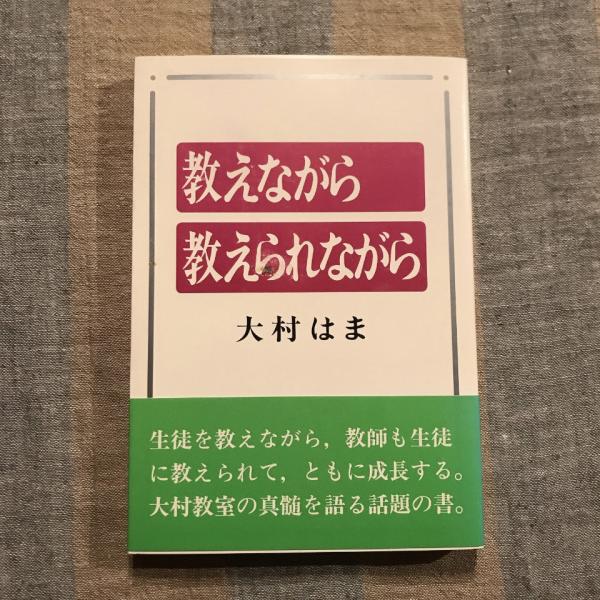 教えながら
教えられながら
大村はま
生徒を教えながら，教師も生徒
に教えられて，ともに成長する。
大村教室の真髄を語る話題の書。